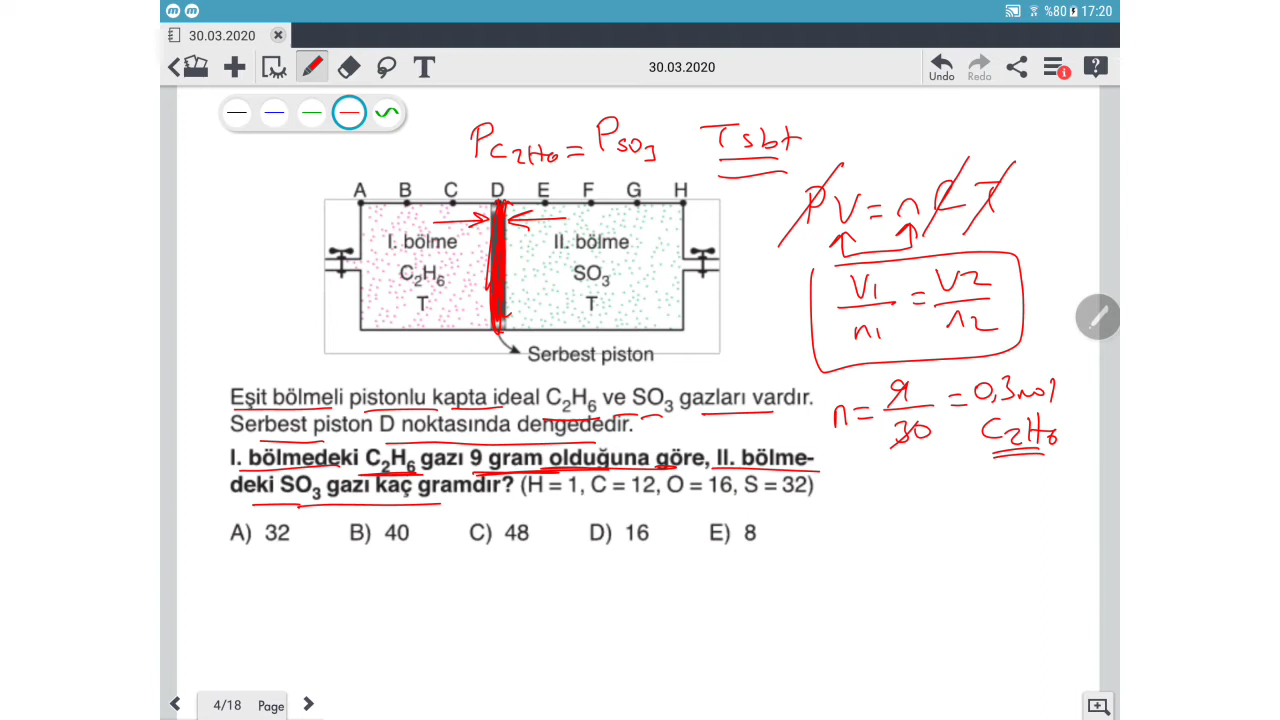 %80 17:20
30.03.2020
30.03.2020
Undo
Redo
P C2H6 = P SO3
T sbt
A B C D E F G H
PV = n R T
I. bölme
II. bölme
C₂H₆
SO₃
T
T
V1/n1 = V2/n2
Serbest piston
Eşit bölmeli pistonlu kapta ideal C₂H₆ ve SO₃ gazları vardır.
Serbest piston D noktasında dengededir.
n = 9/30 = 0,3 mol
C2H6
I. bölmedeki C₂H₆ gazı 9 gram olduğuna göre, II. bölme-
deki SO₃ gazı kaç gramdır? (H = 1, C = 12, O = 16, S = 32)
A) 32 B) 40 C) 48 D) 16 E) 8
4/18 Page